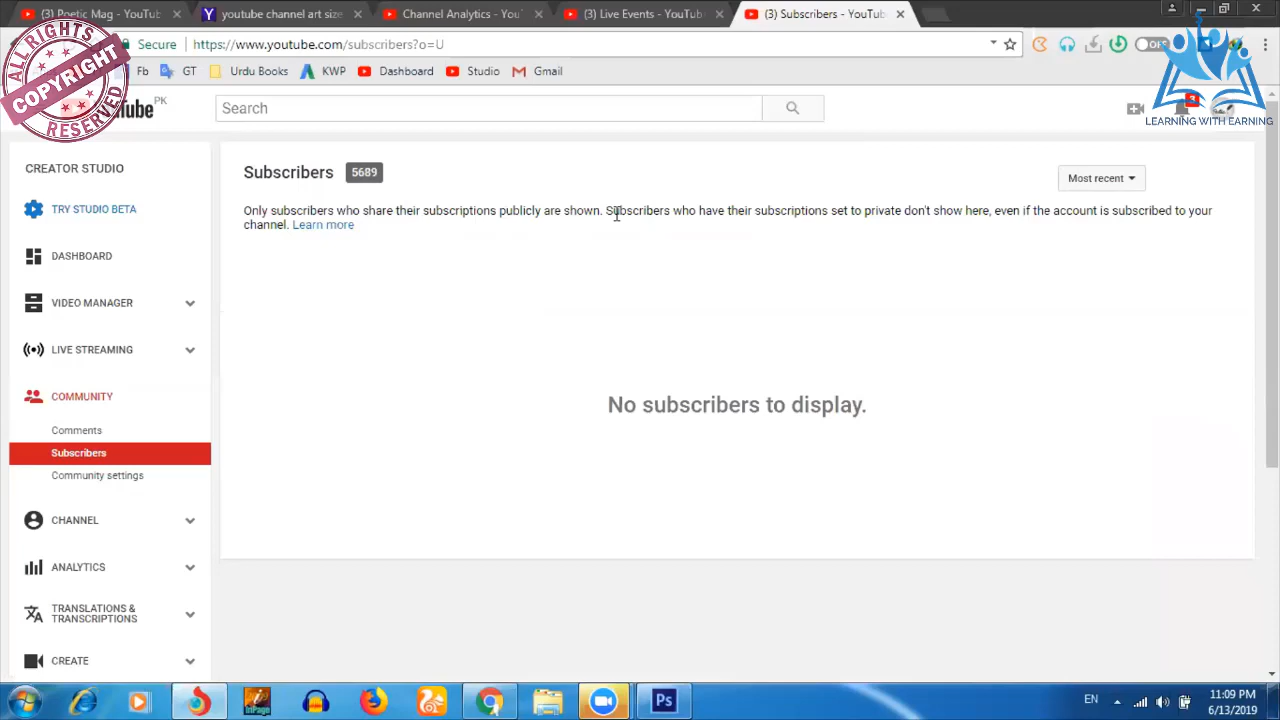 (3) Poetic Mag - YouTub
youtube channel art size
Channel Analytics - You
(3) Live Events - YouTub
(3) Subscribers - YouTub
Secure
https://www.youtube.com/subscribers?o=U
Fb
GT
Urdu Books
KWP
Dashboard
Studio
Gmail
ALL RIGHTS
COPYRIGHT
RESERVED
PK
Search
3
LEARNING WITH EARNING
CREATOR STUDIO
TRY STUDIO BETA
DASHBOARD
VIDEO MANAGER
LIVE STREAMING
COMMUNITY
Comments
Subscribers
Community settings
CHANNEL
ANALYTICS
TRANSLATIONS &
TRANSCRIPTIONS
CREATE
Subscribers 5689
Most recent
Only subscribers who share their subscriptions publicly are shown. Subscribers who have their subscriptions set to private don't show here, even if the account is subscribed to your
channel. Learn more
No subscribers to display.
Ps
EN
11:09 PM
6/13/2019